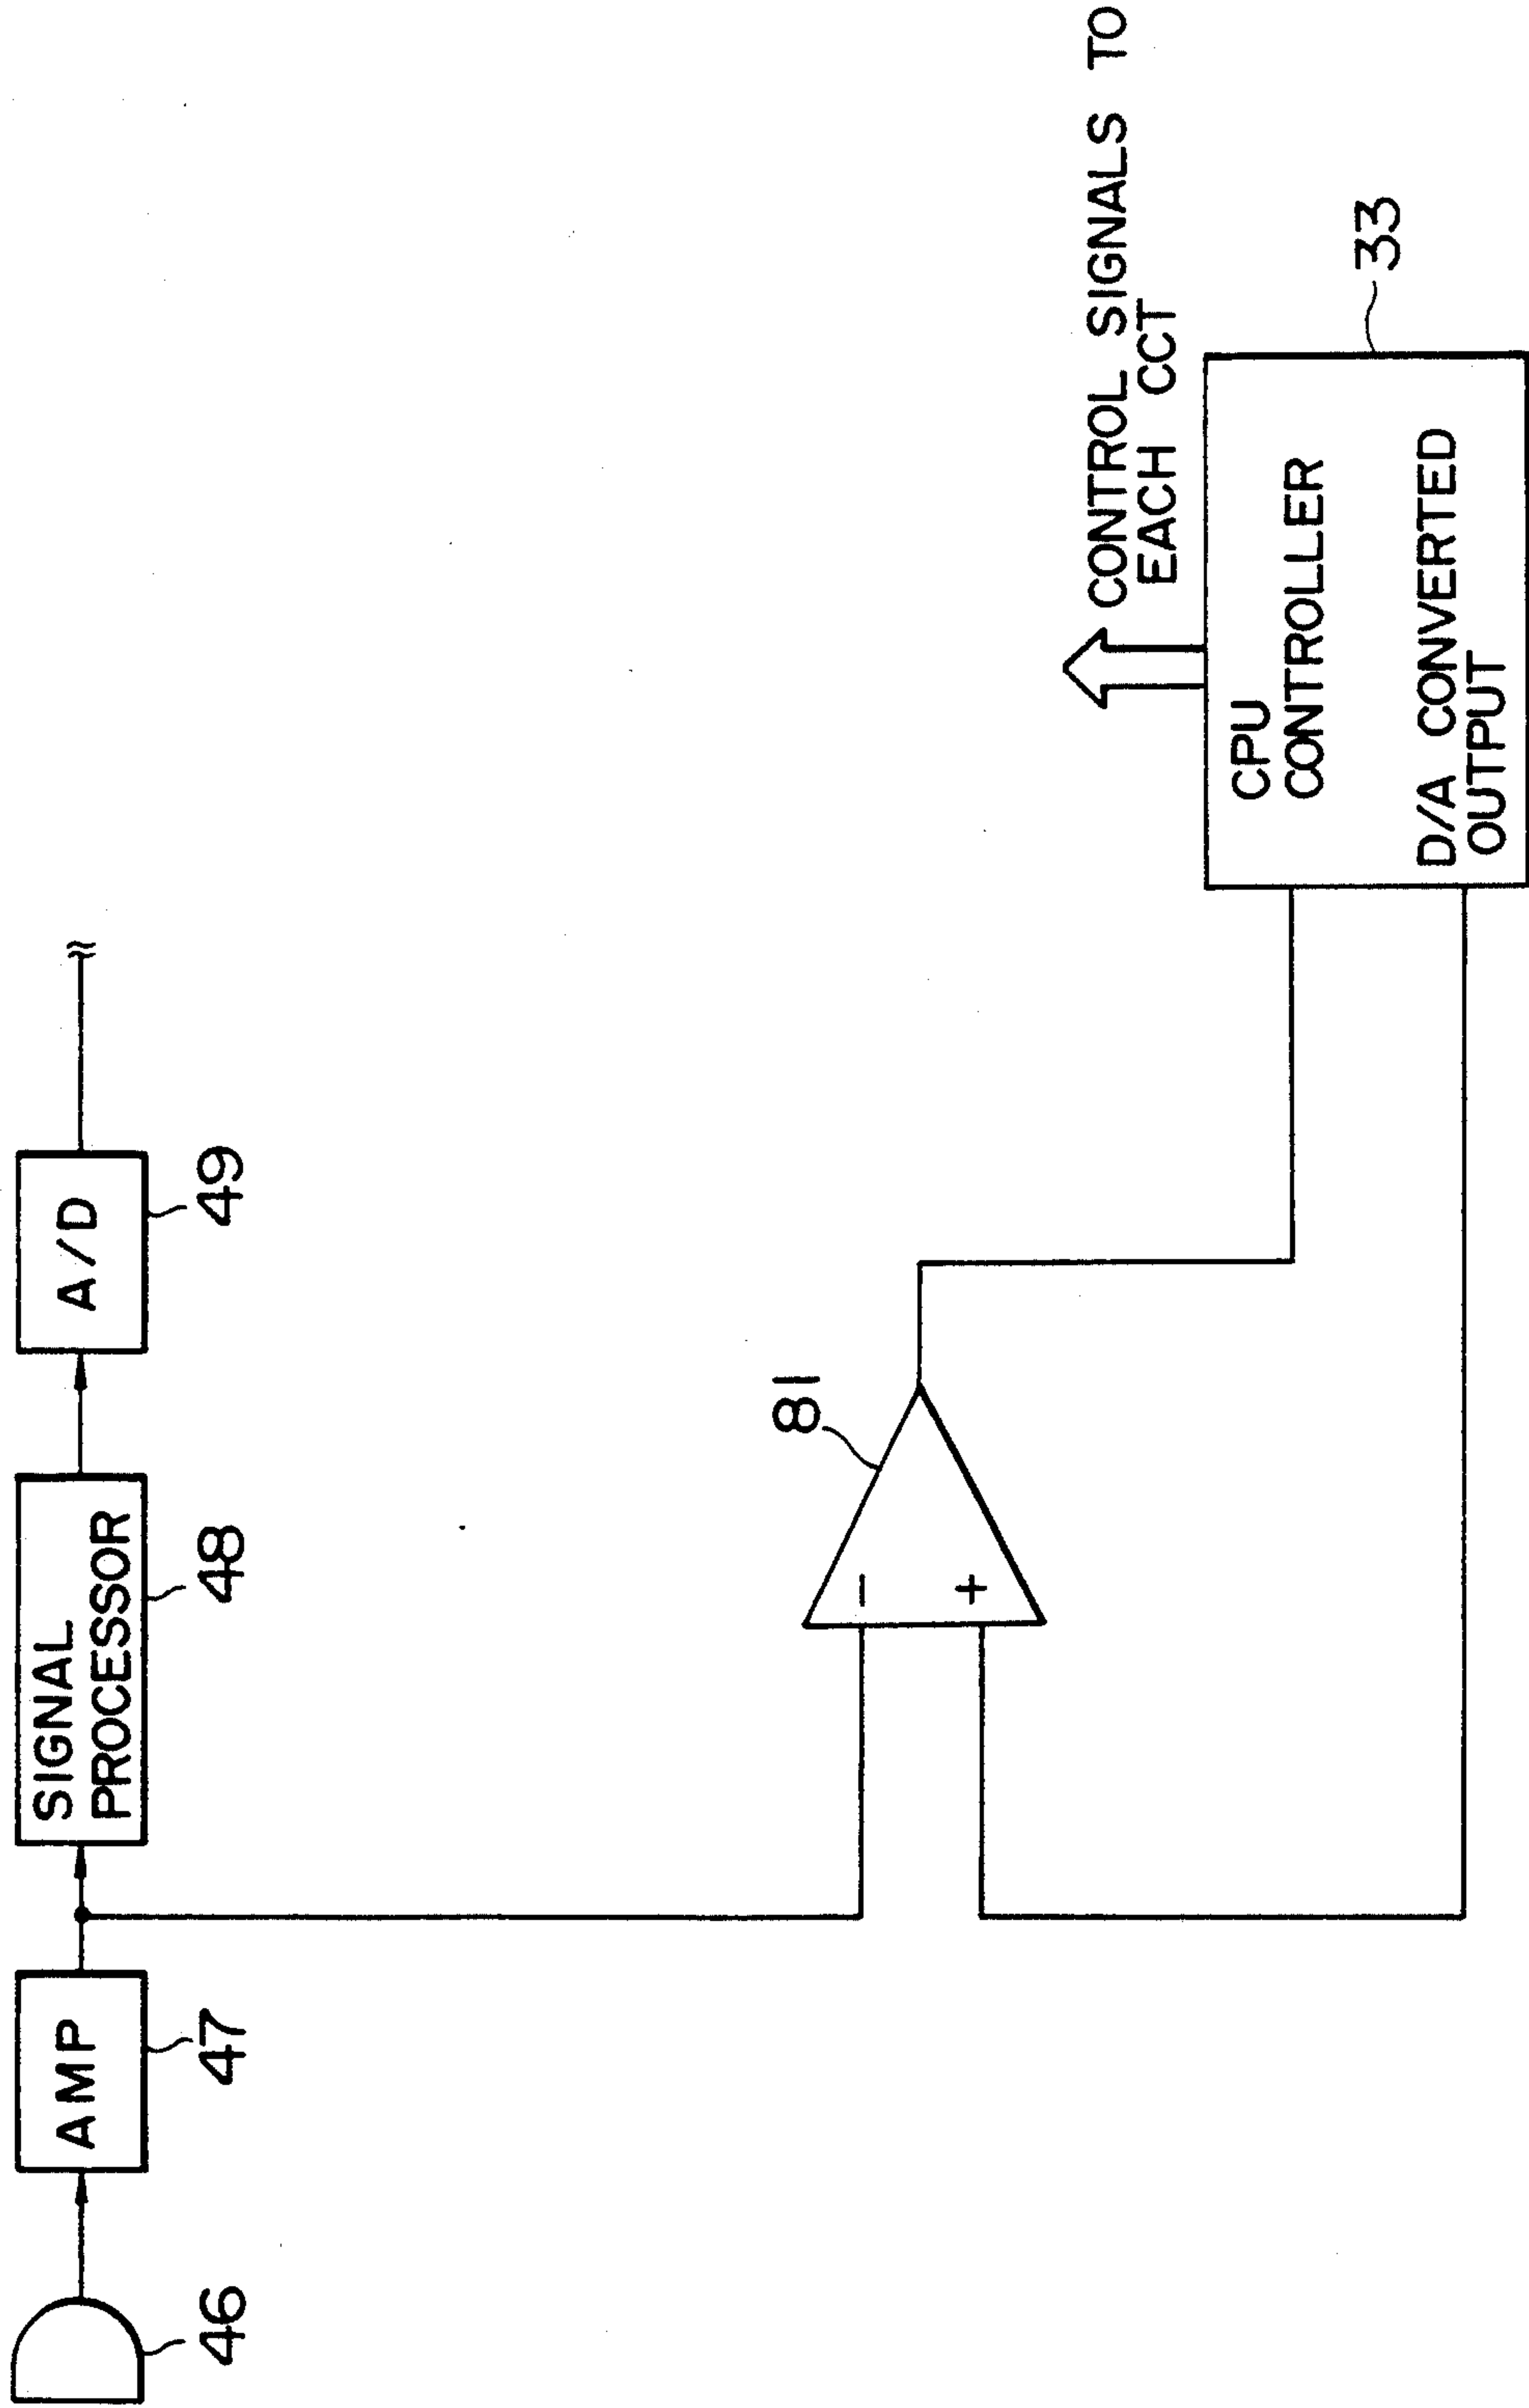 46
AMP
47
SIGNAL
PROCESSOR
48
A/D
49
81
−
+
CONTROL SIGNALS TO
EACH CCT
CPU
CONTROLLER
D/A CONVERTED
OUTPUT
33